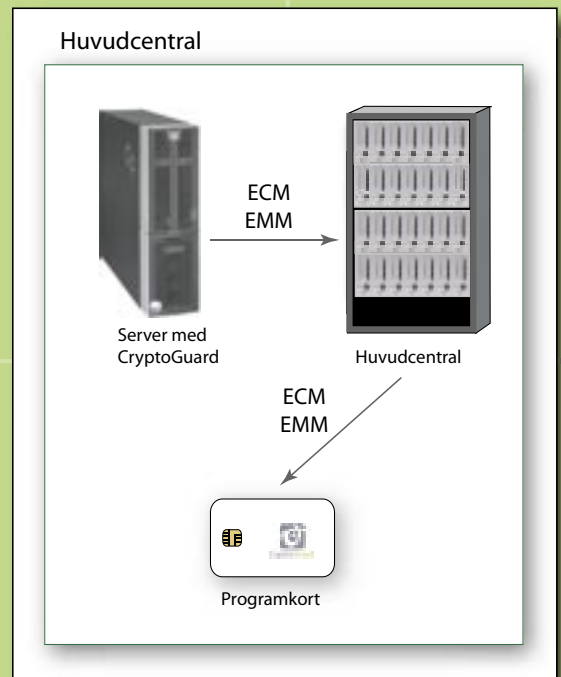 Huvudcentral
ECM
EMM
Server med
CryptoGuard
Huvudcentral
ECM
EMM
Programkort